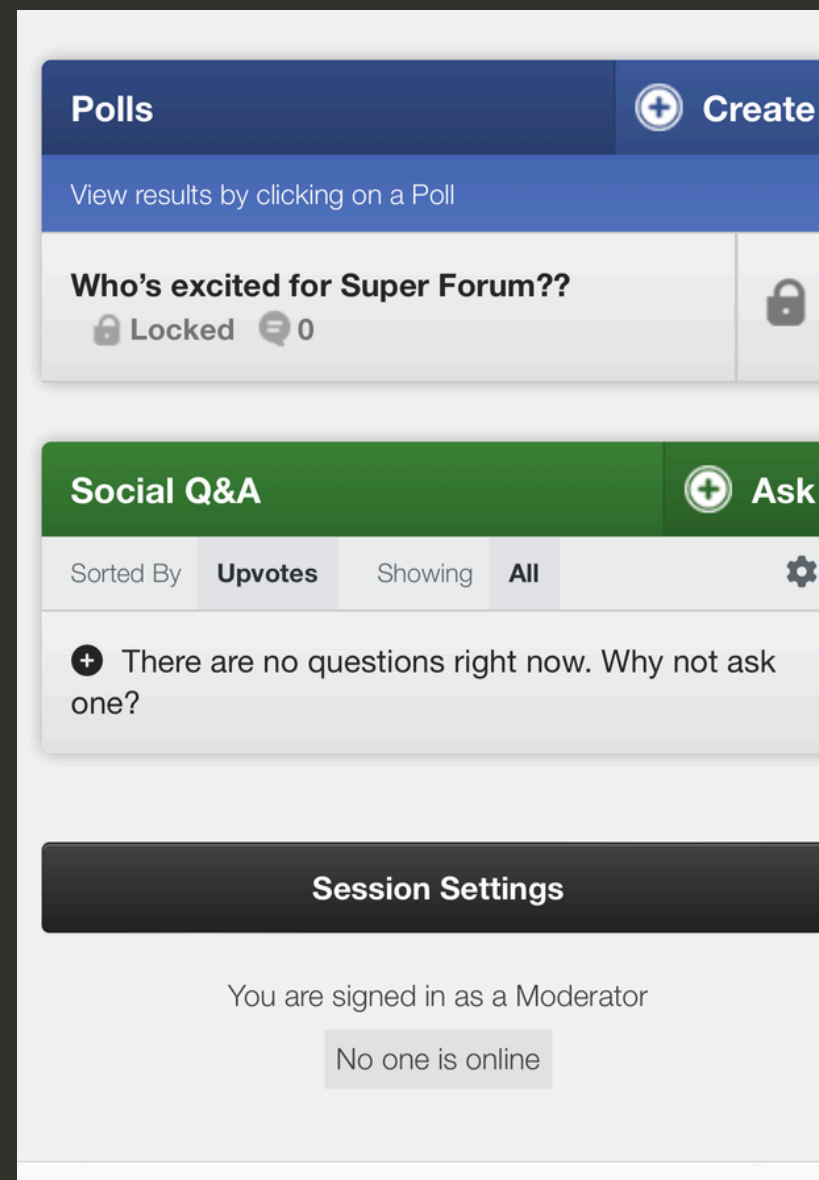 Polls
Create
View results by clicking on a Poll
Who’s excited for Super Forum??
Locked 0
Social Q&A
Ask
Sorted By Upvotes Showing All
There are no questions right now. Why not ask
one?
Session Settings
You are signed in as a Moderator
No one is online